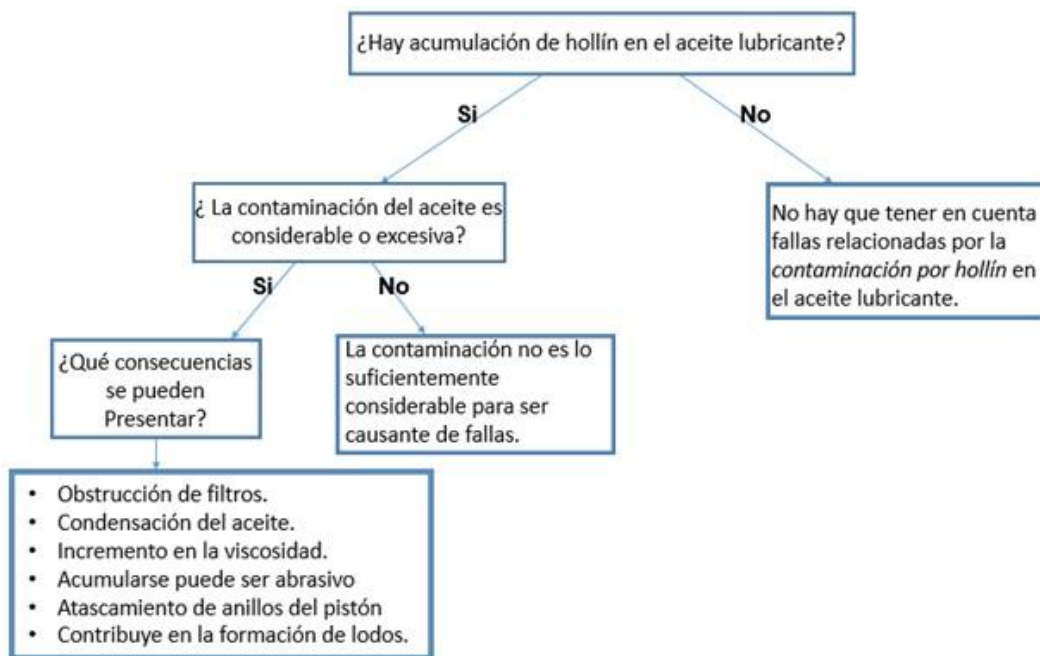 ¿Hay acumulación de hollín en el aceite lubricante?
Si
No
¿ La contaminación del aceite es
considerable o excesiva?
No hay que tener en cuenta
fallas relacionadas por la
contaminación por hollín en
el aceite lubricante.
Si
No
¿Qué consecuencias
se pueden
Presentar?
La contaminación no es lo
suficientemente
considerable para ser
causante de fallas.
• Obstrucción de filtros.
• Condensación del aceite.
• Incremento en la viscosidad.
• Acumularse puede ser abrasivo
• Atascamiento de anillos del pistón
• Contribuye en la formación de lodos.